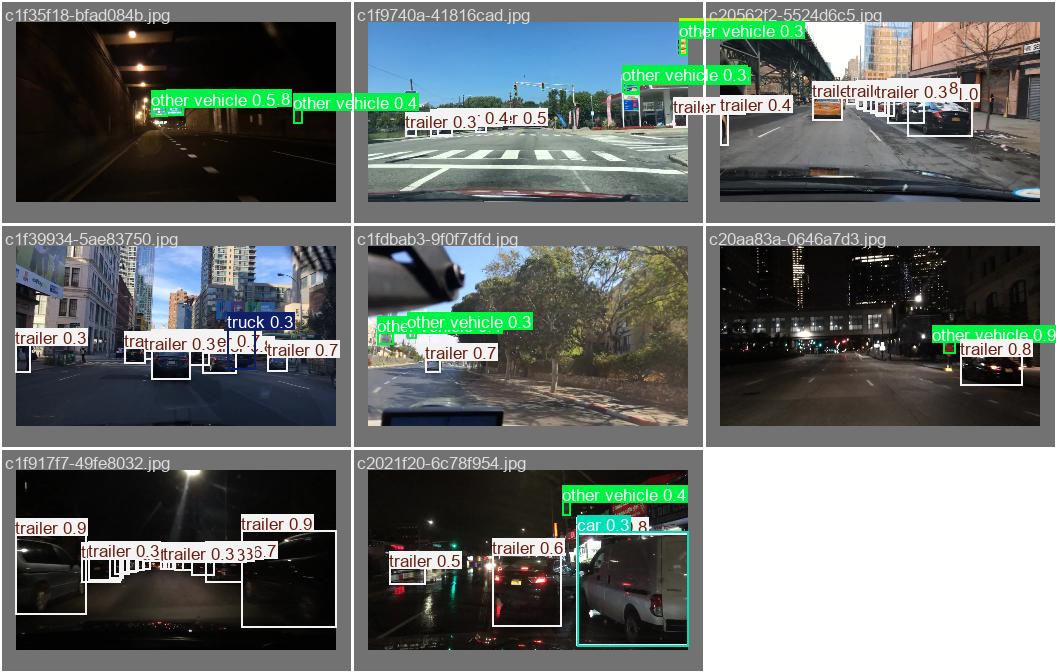 c1f35f18-bfad084b.jpg
other vehicle 0.5.8
other vehicle 0.4
c1f9740a-41816cad.jpg
other vehicle 0.3
other vehicle 0.3
trailer 0.3
0.4
0.5
trailer
c20562f2-5524d6c5.jpg
trailer 0.4
trailer 0.3
c1f39934-5ae83750.jpg
trailer 0.3
trailer 0.3
truck 0.3
trailer 0.7
c1fdbab3-9f0f7dfd.jpg
other vehicle 0.3
trailer 0.7
c20aa83a-0646a7d3.jpg
other vehicle 0.9
trailer 0.8
c1f917f7-49fe8032.jpg
trailer 0.9
trailer 0.3
trailer 0.3
trailer 0.9
c2021f20-6c78f954.jpg
other vehicle 0.4
car 0.3
trailer 0.5
trailer 0.6